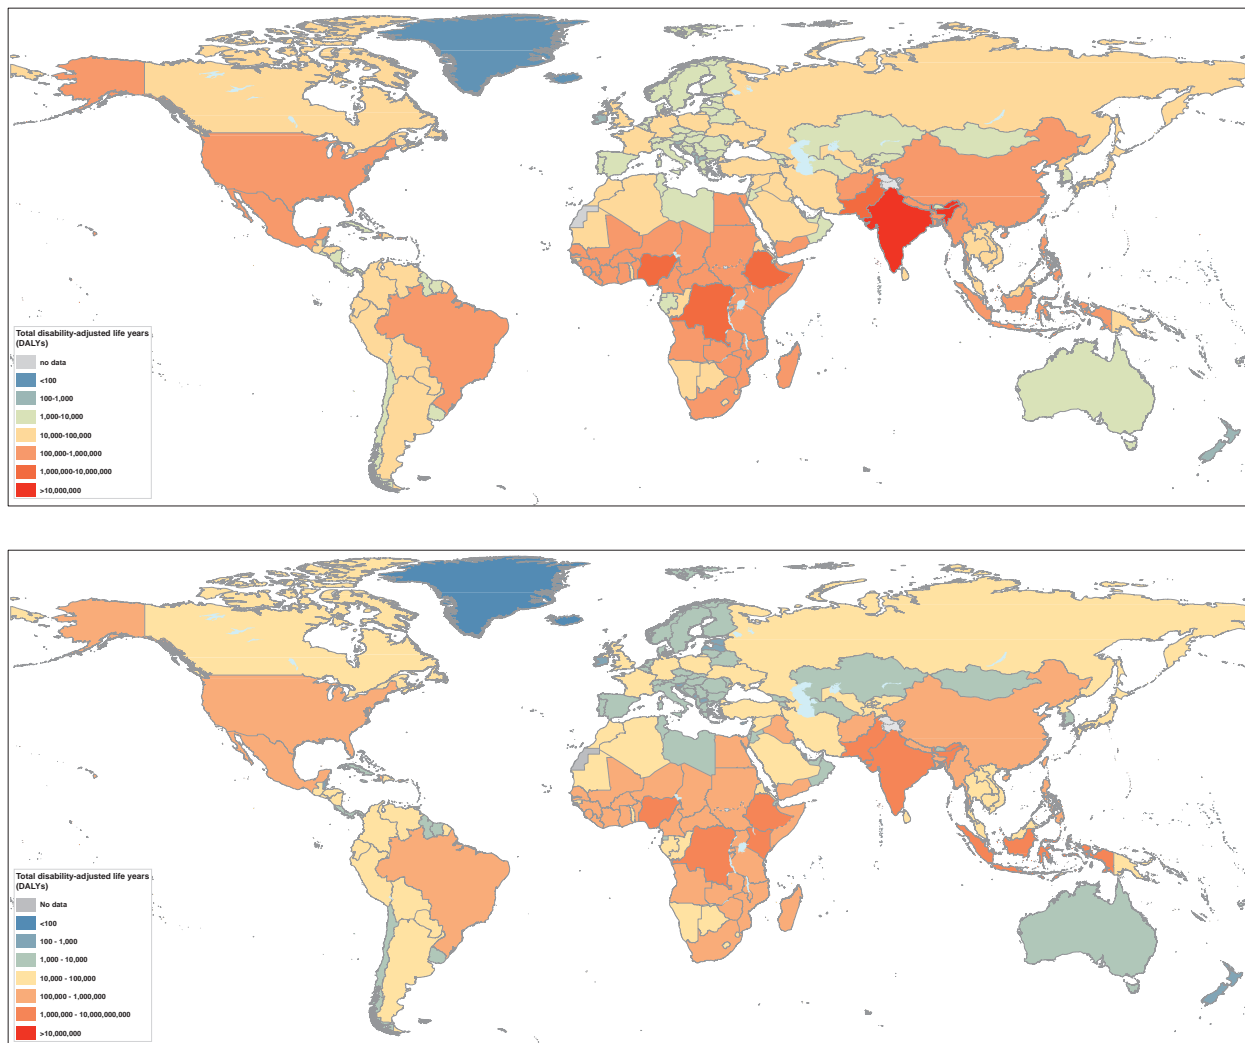 Total disability-adjusted life years
(DALYs)
no data
<100
100-1,000
1,000-10,000
10,000-100,000
100,000-1,000,000
1,000,000-10,000,000
>10,000,000
Total disability-adjusted life years
(DALYs)
No data
<100
100 - 1,000
1,000 - 10,000
10,000 - 100,000
100,000 - 1,000,000
1,000,000 - 10,000,000,000
>10,000,000